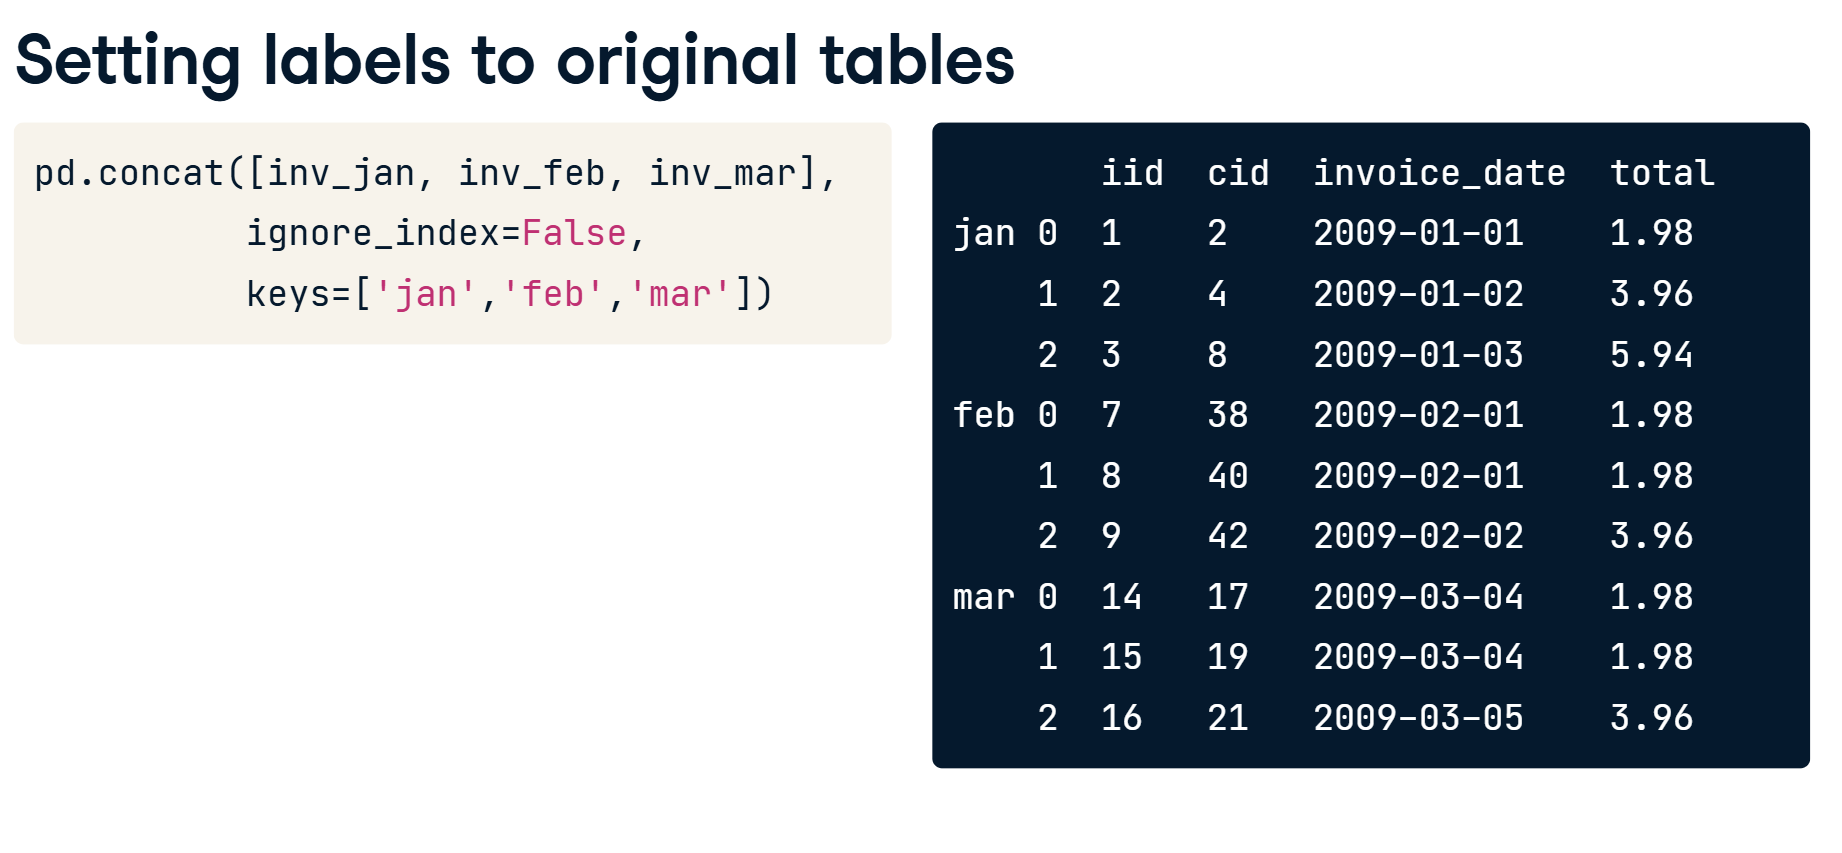 Setting labels to original tables
pd.concat([inv_jan, inv_feb, inv_mar],
          ignore_index=False,
          keys=['jan','feb','mar'])
       iid  cid  invoice_date  total
jan 0  1    2    2009-01-01    1.98
    1  2    4    2009-01-02    3.96
    2  3    8    2009-01-03    5.94
feb 0  7    38   2009-02-01    1.98
    1  8    40   2009-02-01    1.98
    2  9    42   2009-02-02    3.96
mar 0  14   17   2009-03-04    1.98
    1  15   19   2009-03-04    1.98
    2  16   21   2009-03-05    3.96